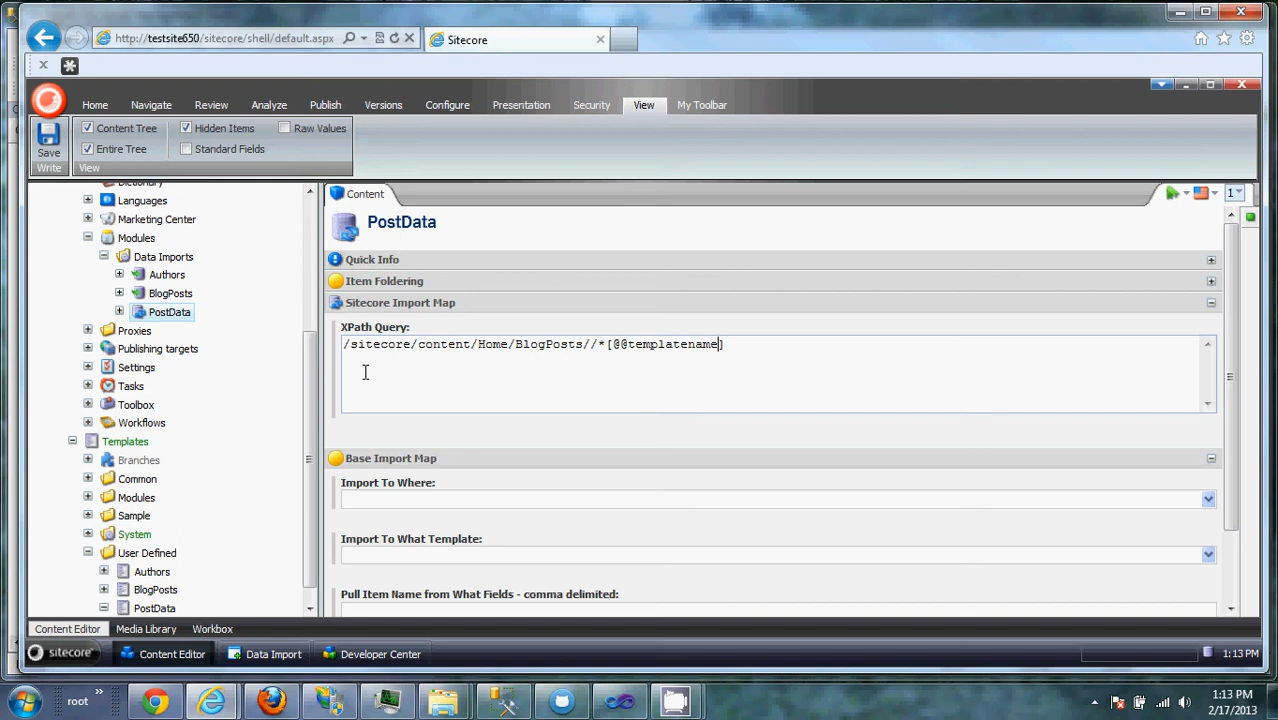 http://testsite650/sitecore/shell/default.aspx
Sitecore
Home Navigate Review Analyze Publish Versions Configure Presentation Security View My Toolbar
Save
Write
Content Tree
Entire Tree
Hidden Items
Standard Fields
Raw Values
View
Dictionary
Languages
Marketing Center
Modules
Data Imports
Authors
BlogPosts
PostData
Proxies
Publishing targets
Settings
Tasks
Toolbox
Workflows
Templates
Branches
Common
Modules
Sample
System
User Defined
Authors
BlogPosts
PostData
Content
1
PostData
Quick Info
Item Foldering
Sitecore Import Map
XPath Query:
/sitecore/content/Home/BlogPosts//*[@@templatename]
Base Import Map
Import To Where:
Import To What Template:
Pull Item Name from What Fields - comma delimited:
Content Editor Media Library Workbox
sitecore Content Editor Data Import Developer Center 1:13 PM
root
1:13 PM
2/17/2013